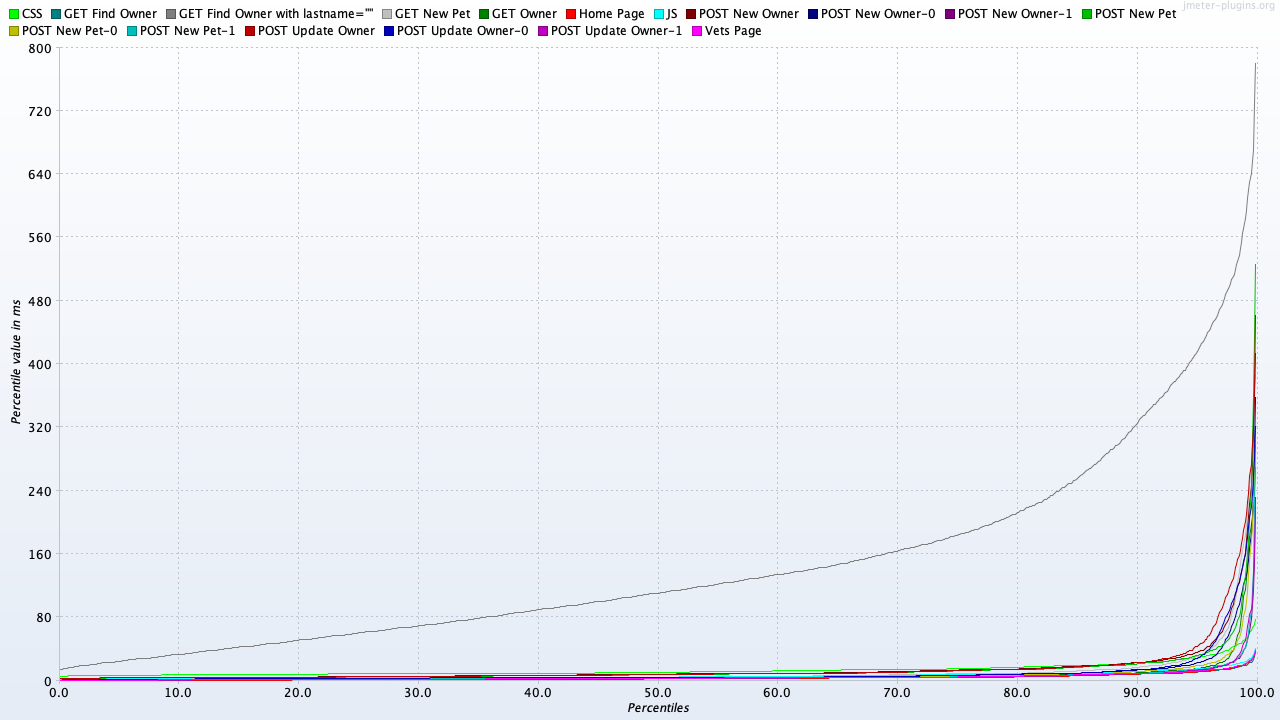 jmeter-plugins.org
CSS GET Find Owner GET Find Owner with lastname="" GET New Pet GET Owner Home Page JS POST New Owner POST New Owner-0 POST New Owner-1 POST New Pet
POST New Pet-0 POST New Pet-1 POST Update Owner POST Update Owner-0 POST Update Owner-1 Vets Page
800
720
640
560
480
400
320
240
160
80
0
Percentile value in ms
0.0 10.0 20.0 30.0 40.0 50.0 60.0 70.0 80.0 90.0 100.0
Percentiles